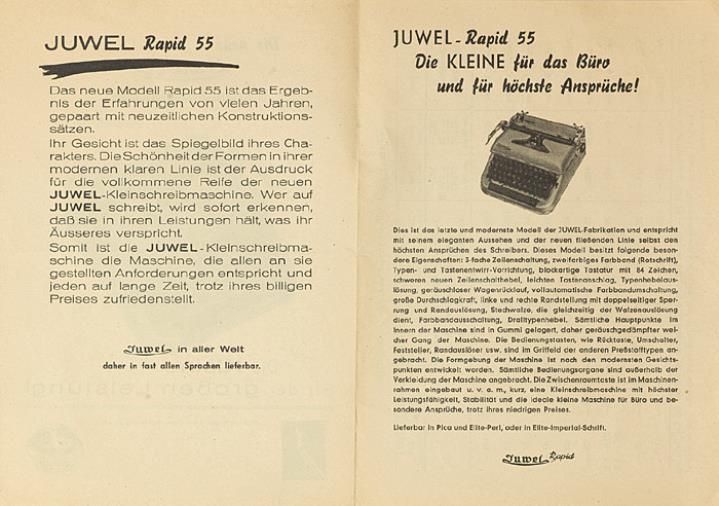 JUWEL Rapid 55
Das neue Modell Rapid 55 ist das Ergeb-
nis der Erfahrungen von vielen Jahren,
gepaart mit neuzeitlichen Konstruktions-
sätzen.
Ihr Gesicht ist das Spiegelbild ihres Cha-
rakters. Die Schönheit der Formen in ihrer
modernen klaren Linie ist der Ausdruck
für die vollkommene Reife der neuen
JUWEL-Kleinschreibmaschine. Wer auf
JUWEL schreibt, wird sofort erkennen,
daß sie in ihren Leistungen hält, was ihr
Äusseres verspricht.
Somit ist die JUWEL-Kleinschreibma-
schine die Maschine, die allen an sie
gestellten Anforderungen entspricht und
jeden auf lange Zeit, trotz ihres billigen
Preises zufriedenstellt.
Juwel in aller Welt
daher in fast allen Sprachen lieferbar.
JUWEL-Rapid 55
Die KLEINE für das Büro
und für höchste Ansprüche!
Dies ist das letzte und modernste Modell der JUWEL-Fabrikation und entspricht
mit seinem eleganten Aussehen und der neuen fließenden Linie selbst den
höchsten Ansprüchen des Schreibers. Dieses Modell besitzt folgende beson-
dere Eigenschaften: 3-fache Zeilenschaltung, zweifarbiges Farbband (Rotschrift),
Typen- und Tastenentwirr-Vorrichtung, blockartige Tastatur mit 84 Zeichen,
schweren neuen Zeilenschalthebel, leichten Tastenanschlag, Typenhebelaus-
lösung, geräuschloser Wagenrücklauf, vollautomatische Farbbandumschaltung,
große Durchschlagkraft, linke und rechte Randstellung mit doppelseitiger Sper-
rung und Randauslösung, Stechwalze, die gleichzeitig der Walzenauslösung
dient, Farbbandausschaltung, Dralltypenhebel. Sämtliche Hauptpunkte im
Innern der Maschine sind in Gummi gelagert, daher geräuschgedämpfter wei-
cher Gang der Maschine. Die Bedienungstasten, wie Rücktaste, Umschalter,
Feststeller, Randauslöser usw. sind im Griffeld der anderen Preßstofftypen an-
gebracht. Die Formgebung der Maschine ist nach den modernsten Gesichts-
punkten entwickelt worden. Sämtliche Bedienungsorgane sind außerhalb der
Verkleidung der Maschine angebracht. Die Zwischenraumtaste ist im Maschinen-
rahmen eingebaut u. v. a. m., kurz, eine Kleinschreibmaschine mit höchster
Leistungsfähigkeit, Stabilität und die ideale kleine Maschine für Büro und be-
sondere Ansprüche, trotz ihres niedrigen Preises.
Lieferbar in Pica und Elite-Perl, oder in Elite-Imperial-Schrift.
Juwel Rapid